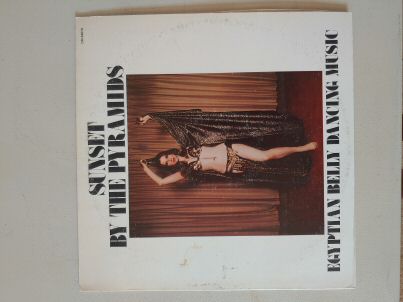 SUNSET
BY THE PYRAMIDS
EGYPTIAN BELLY DANCING MUSIC